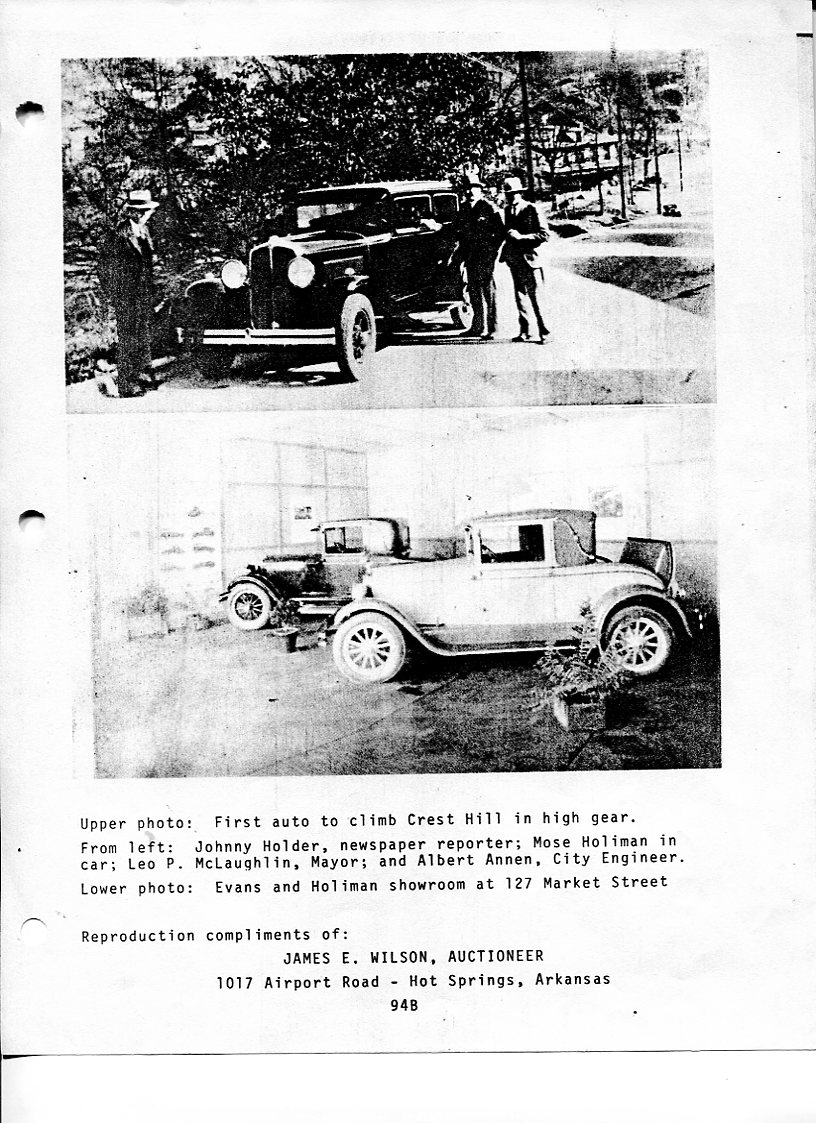 Upper photo: First auto to climb Crest Hill in high gear.
From left: Johnny Holder, newspaper reporter; Mose Holiman in
car; Leo P. McLaughlin, Mayor; and Albert Annen, City Engineer.
Lower photo: Evans and Holiman showroom at 127 Market Street
Reproduction compliments of:
JAMES E. WILSON, AUCTIONEER
1017 Airport Road - Hot Springs, Arkansas
94B